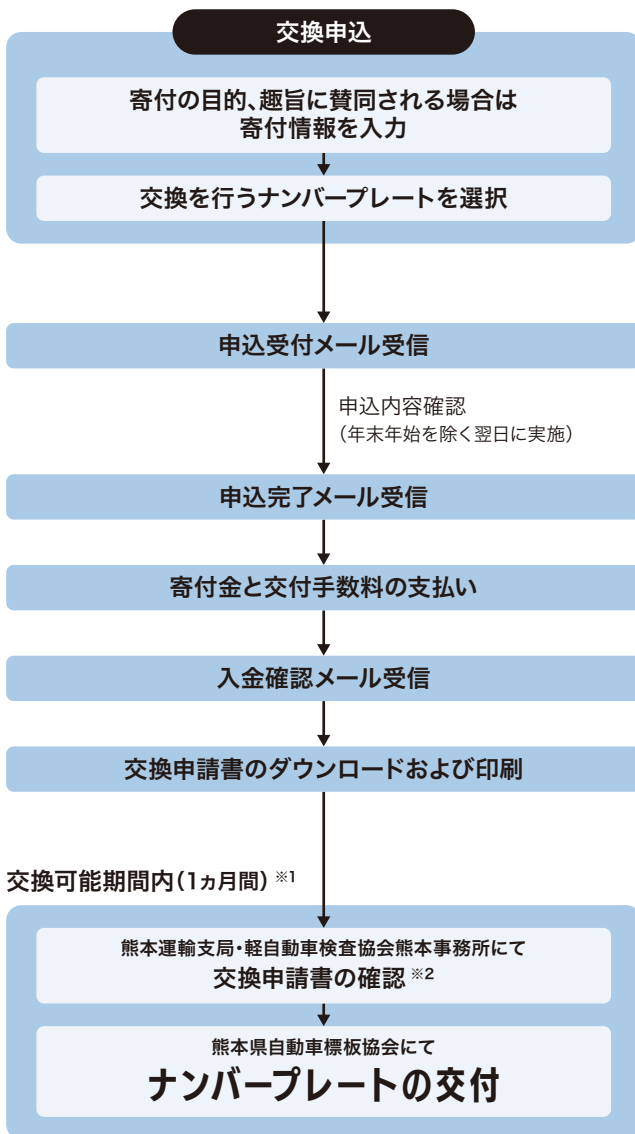 交換申込
寄付の目的、趣旨に賛同される場合は
寄付情報を入力
交換を行うナンバープレートを選択
申込受付メール受信
申込内容確認
（年末年始を除く翌日に実施）
申込完了メール受信
寄付金と交付手数料の支払い
入金確認メール受信
交換申請書のダウンロードおよび印刷
交換可能期間内（1ヵ月間）※1
熊本運輸支局・軽自動車検査協会熊本事務所にて
交換申請書の確認※2
熊本県自動車標板協会にて
ナンバープレートの交付